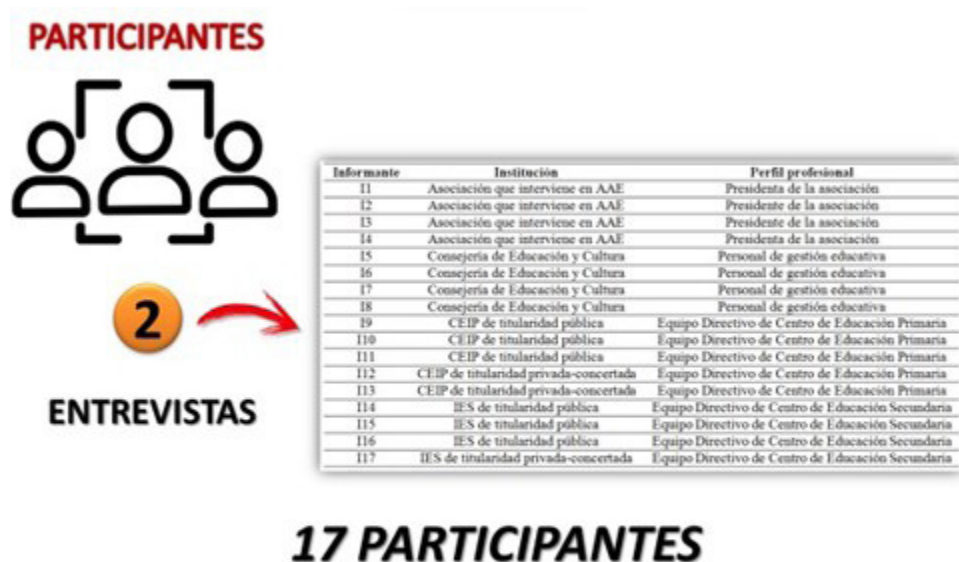 PARTICIPANTES
Informante Institución Perfil profesional
I1 Asociación que interviene en AAE Presidenta de la asociación
I2 Asociación que interviene en AAE Presidente de la asociación
I3 Asociación que interviene en AAE Presidente de la asociación
I4 Asociación que interviene en AAE Presidenta de la asociación
I5 Consejería de Educación y Cultura Personal de gestión educativa
I6 Consejería de Educación y Cultura Personal de gestión educativa
I7 Consejería de Educación y Cultura Personal de gestión educativa
I8 Consejería de Educación y Cultura Personal de gestión educativa
I9 CEIP de titularidad pública Equipo Directivo de Centro de Educación Primaria
I10 CEIP de titularidad pública Equipo Directivo de Centro de Educación Primaria
I11 CEIP de titularidad pública Equipo Directivo de Centro de Educación Primaria
I12 CEIP de titularidad privada-concertada Equipo Directivo de Centro de Educación Primaria
I13 CEIP de titularidad privada-concertada Equipo Directivo de Centro de Educación Primaria
I14 IES de titularidad pública Equipo Directivo de Centro de Educación Secundaria
I15 IES de titularidad pública Equipo Directivo de Centro de Educación Secundaria
I16 IES de titularidad pública Equipo Directivo de Centro de Educación Secundaria
I17 IES de titularidad privada-concertada Equipo Directivo de Centro de Educación Secundaria
2
ENTREVISTAS
17 PARTICIPANTES